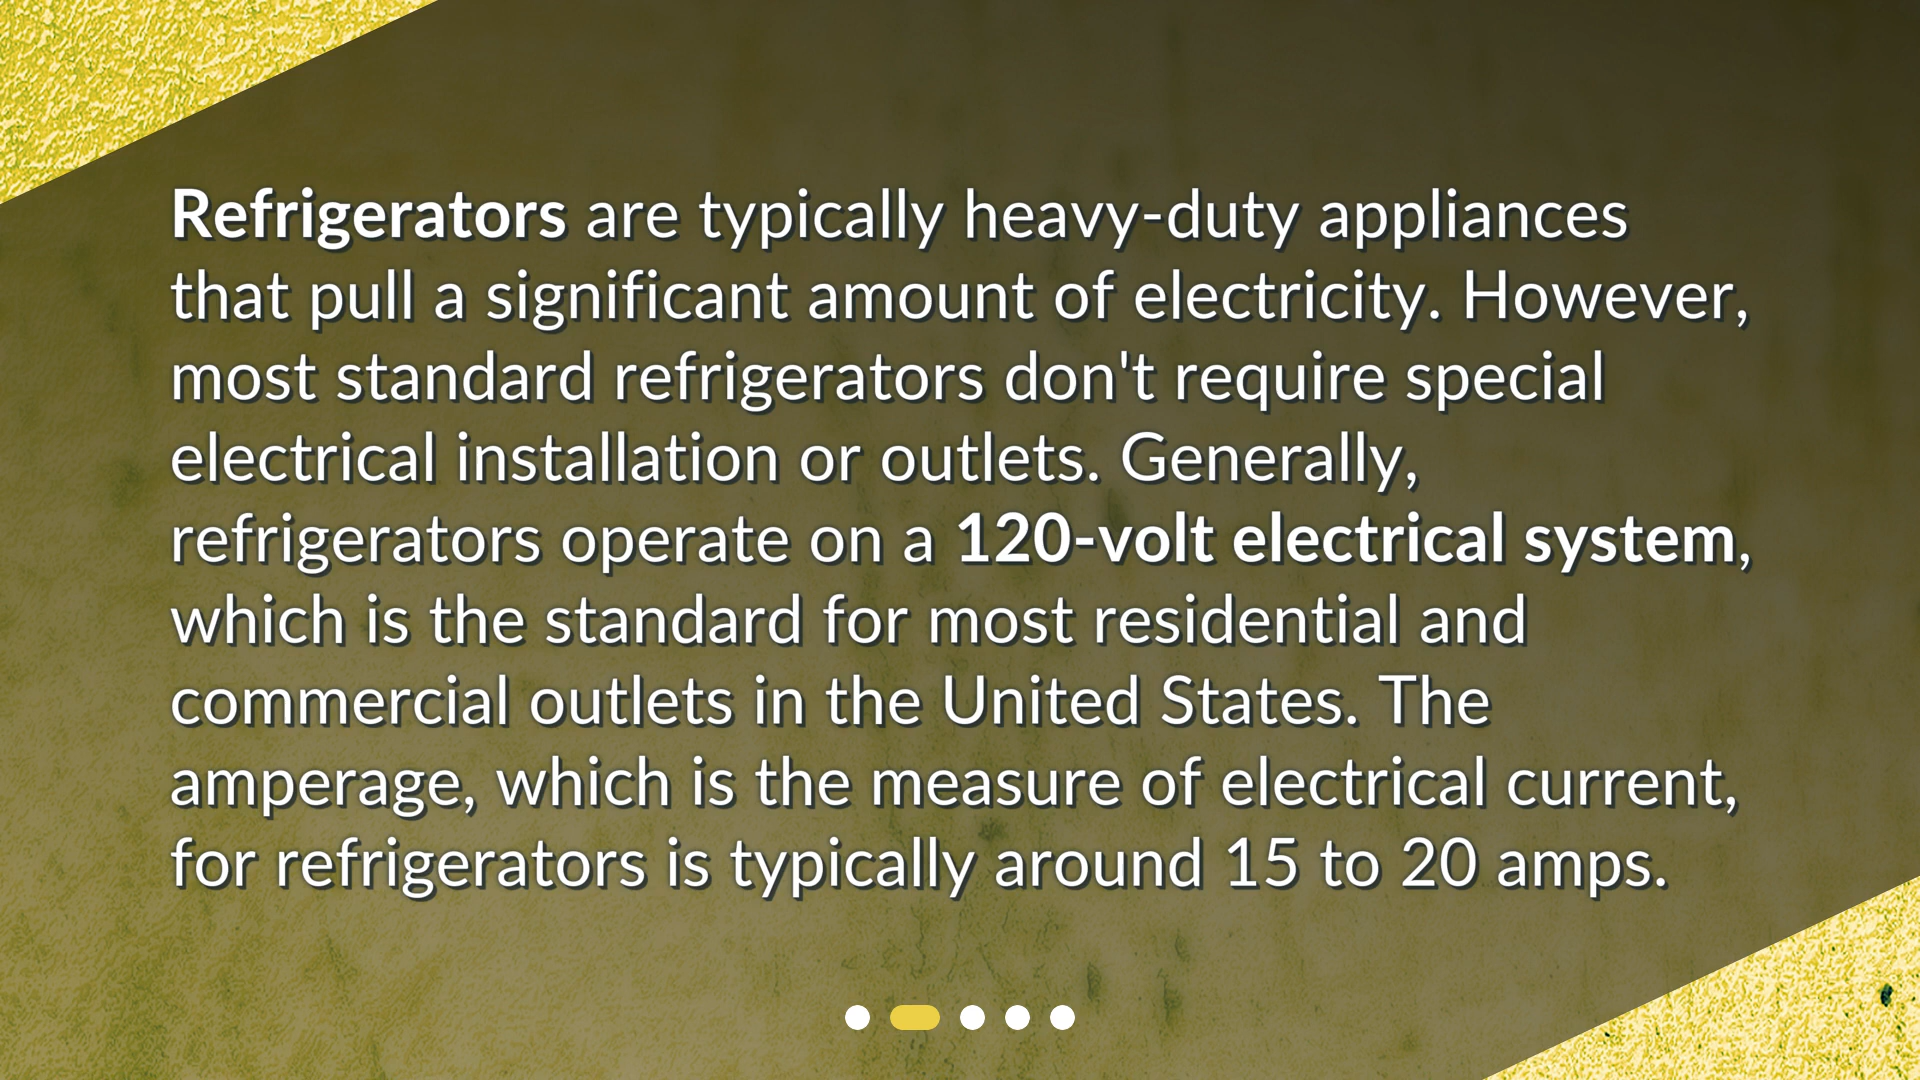 Refrigerators are typically heavy-duty appliances
that pull a significant amount of electricity. However,
most standard refrigerators don't require special
electrical installation or outlets. Generally,
refrigerators operate on a 120-volt electrical system,
which is the standard for most residential and
commercial outlets in the United States. The
amperage, which is the measure of electrical current,
for refrigerators is typically around 15 to 20 amps.